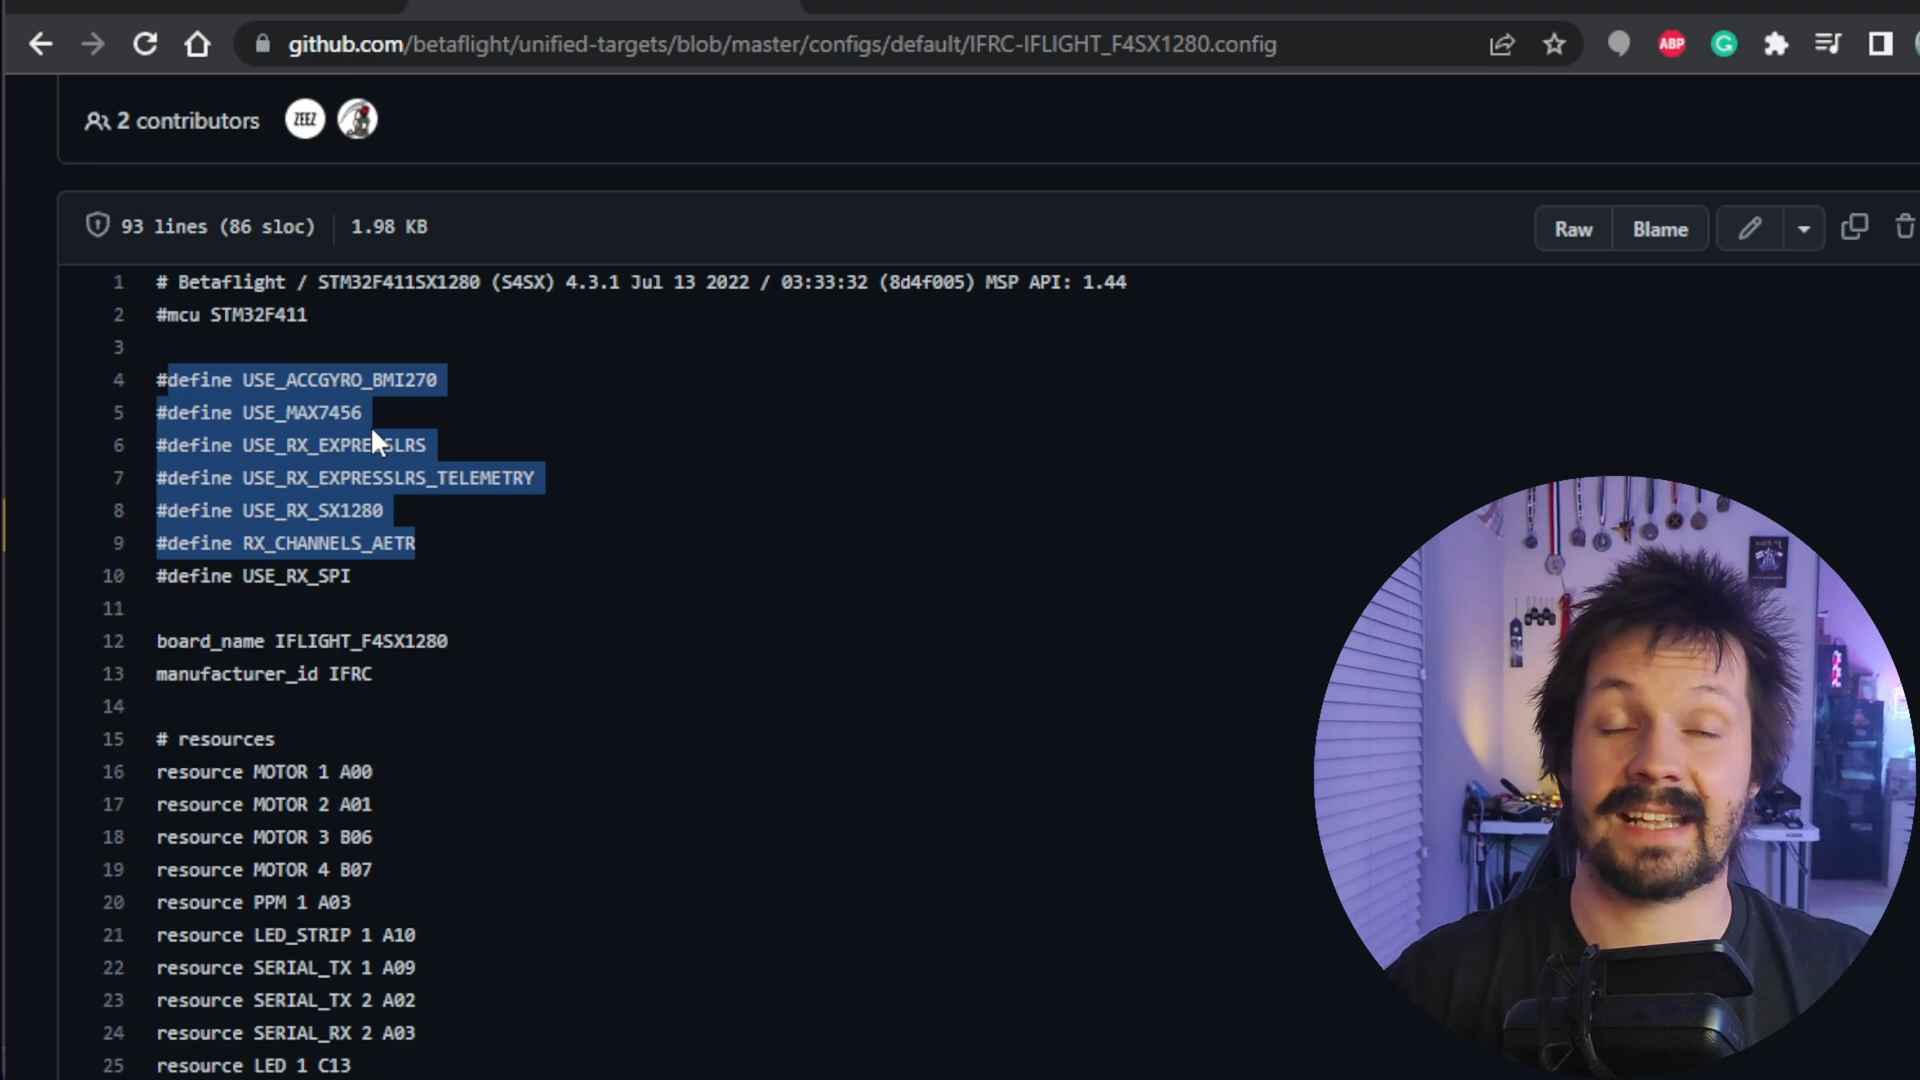 github.com/betaflight/unified-targets/blob/master/configs/default/IFRC-IFLIGHT_F4SX1280.config
ABP
G
2 contributors
ZEEZ
93 lines (86 sloc)
1.98 KB
Raw
Blame
1 # Betaflight / STM32F411SX1280 (S4SX) 4.3.1 Jul 13 2022 / 03:33:32 (8d4f005) MSP API: 1.44
2 #mcu STM32F411
3
4 #define USE_ACCGYRO_BMI270
5 #define USE_MAX7456
6 #define USE_RX_EXPRESSLRS
7 #define USE_RX_EXPRESSLRS_TELEMETRY
8 #define USE_RX_SX1280
9 #define RX_CHANNELS_AETR
10 #define USE_RX_SPI
11
12 board_name IFLIGHT_F4SX1280
13 manufacturer_id IFRC
14
15 # resources
16 resource MOTOR 1 A00
17 resource MOTOR 2 A01
18 resource MOTOR 3 B06
19 resource MOTOR 4 B07
20 resource PPM 1 A03
21 resource LED_STRIP 1 A10
22 resource SERIAL_TX 1 A09
23 resource SERIAL_TX 2 A02
24 resource SERIAL_RX 2 A03
25 resource LED 1 C13